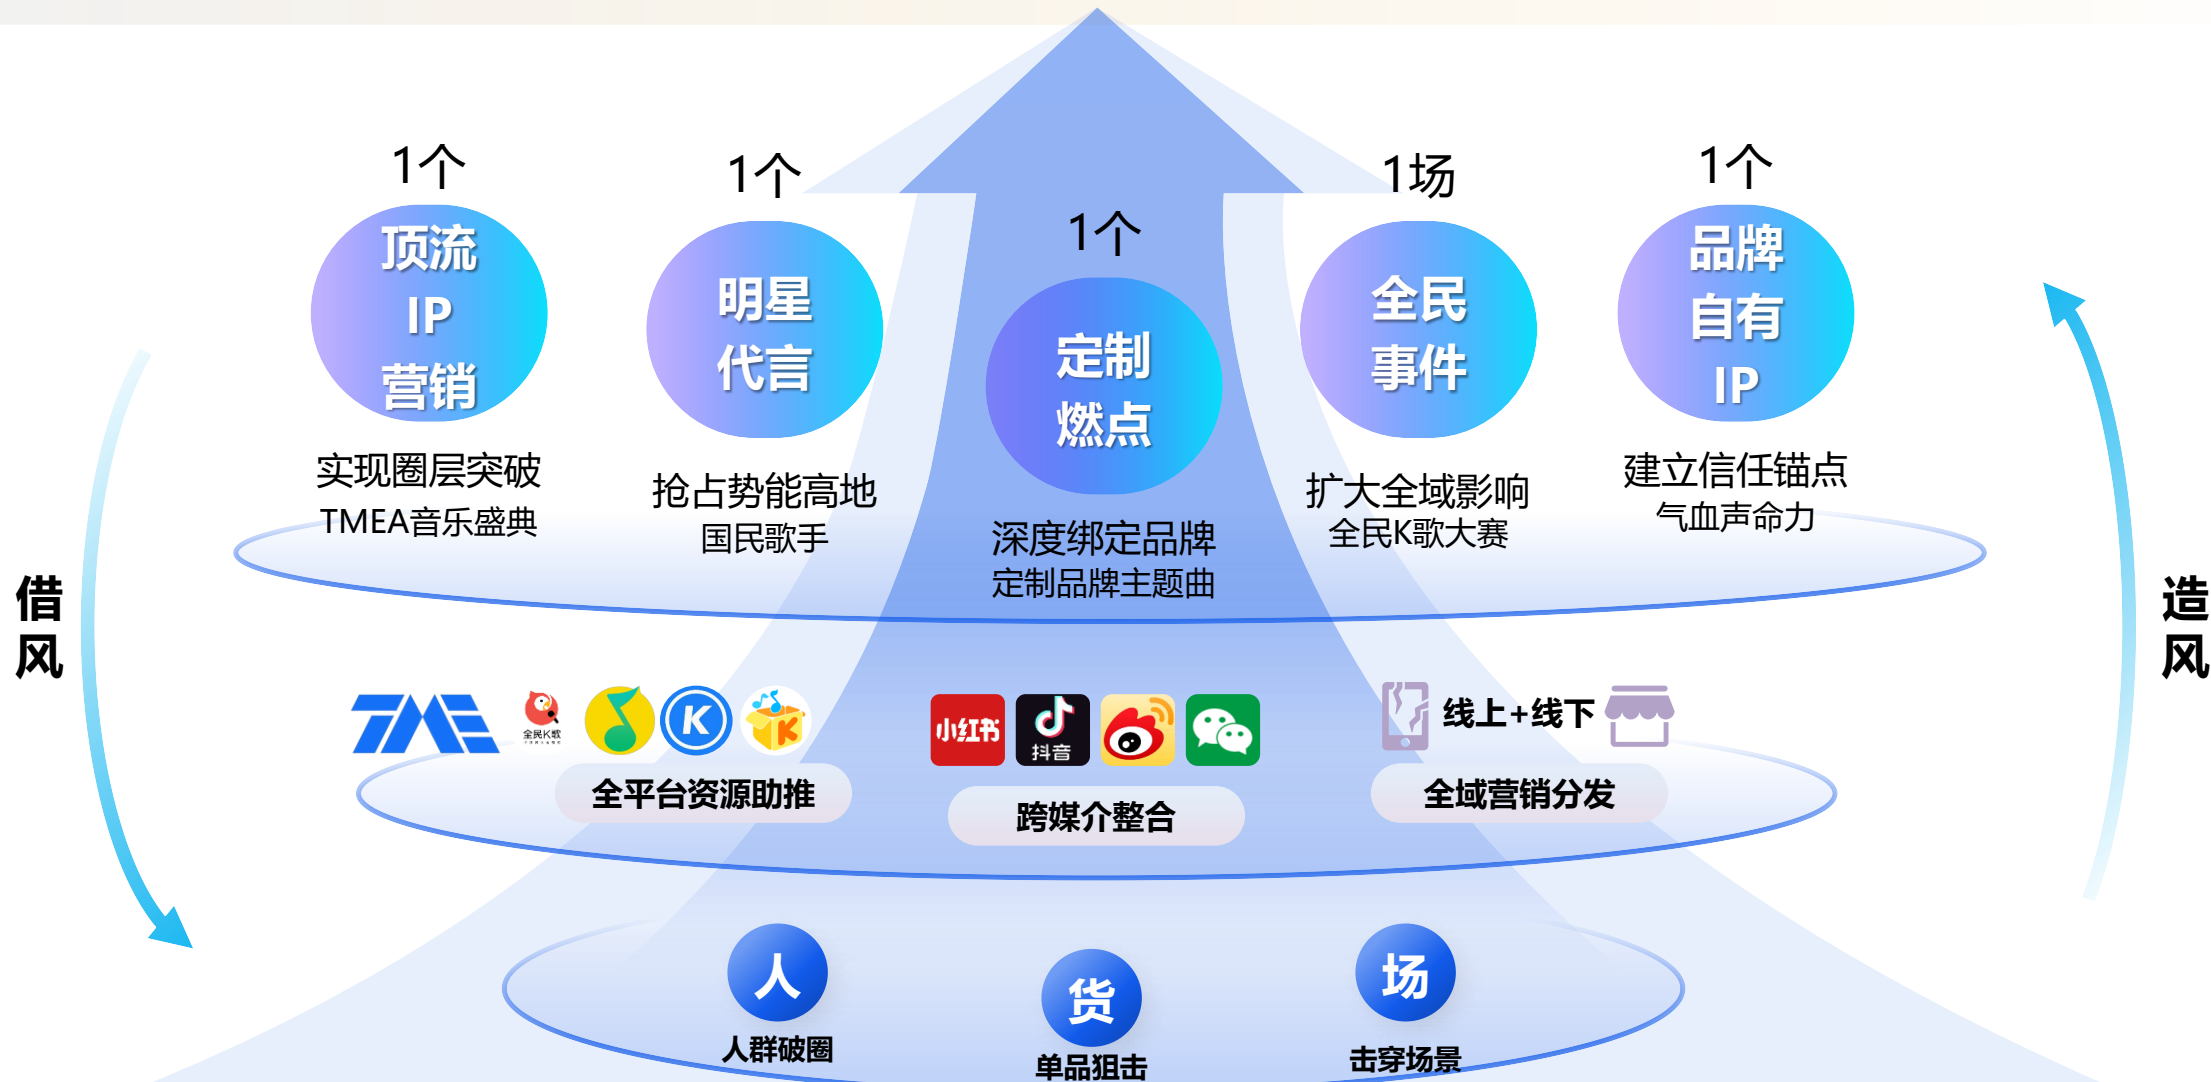 1个
顶流
IP
营销
实现圈层突破
TMEA音乐盛典
1个
明星
代言
抢占势能高地
国民歌手
1个
定制
燃点
深度绑定品牌
定制品牌主题曲
1场
全民
事件
扩大全域影响
全民K歌大赛
1个
品牌
自有
IP
建立信任锚点
气血声命力
借
风
造
风
TME
全民K歌
K
K
全平台资源助推
小红书
抖音
跨媒介整合
线上+线下
全域营销分发
人
人群破圈
货
单品狙击
场
击穿场景